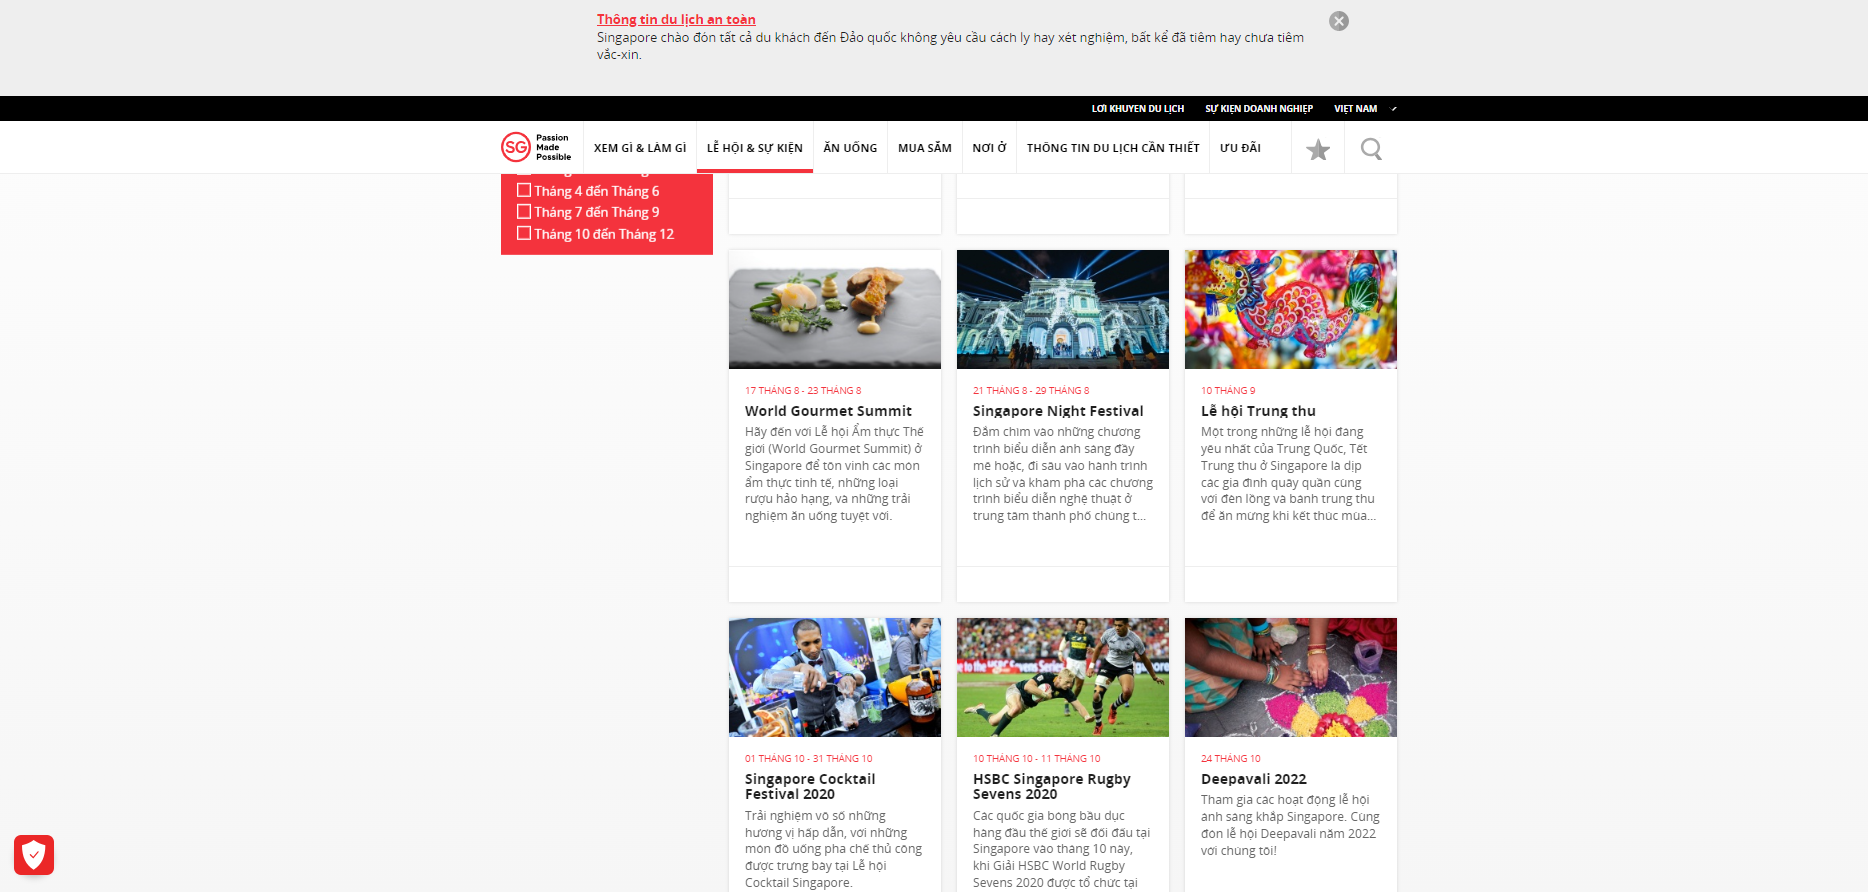 Thông tin du lịch an toàn
Singapore chào đón tất cả du khách đến Đảo quốc không yêu cầu cách ly hay xét nghiệm, bất kể đã tiêm hay chưa tiêm
vắc-xin.
LỜI KHUYÊN DU LỊCH
SỰ KIỆN DOANH NGHIỆP
VIỆT NAM
SG Passion
Made
Possible
XEM GÌ & LÀM GÌ
LỄ HỘI & SỰ KIỆN
ĂN UỐNG
MUA SẮM
NƠI Ở
THÔNG TIN DU LỊCH CẦN THIẾT
ƯU ĐÃI
Tháng 4 đến Tháng 6
Tháng 7 đến Tháng 9
Tháng 10 đến Tháng 12
17 THÁNG 8 - 23 THÁNG 8
World Gourmet Summit
Hãy đến với Lễ hội Ẩm thực Thế
giới (World Gourmet Summit) ở
Singapore để tôn vinh các món
ẩm thực tinh tế, những loại
rượu hảo hạng, và những trải
nghiệm ăn uống tuyệt vời.
21 THÁNG 8 - 29 THÁNG 8
Singapore Night Festival
Đắm chìm vào những chương
trình biểu diễn ánh sáng đầy
mê hoặc, đi sâu vào hành trình
lịch sử và khám phá các chương
trình biểu diễn nghệ thuật ở
trung tâm thành phố chúng t...
10 THÁNG 9
Lễ hội Trung thu
Một trong những lễ hội đáng
yêu nhất của Trung Quốc, Tết
Trung thu ở Singapore là dịp
các gia đình quây quần cùng
với đèn lồng và bánh trung thu
để ăn mừng khi kết thúc mùa...
01 THÁNG 10 - 31 THÁNG 10
Singapore Cocktail
Festival 2020
Trải nghiệm vô số những
hương vị hấp dẫn, với những
món đồ uống pha chế thủ công
được trưng bày tại Lễ hội
Cocktail Singapore.
10 THÁNG 10 - 11 THÁNG 10
HSBC Singapore Rugby
Sevens 2020
Các quốc gia bóng bầu dục
hàng đầu thế giới sẽ đối đấu tại
Singapore vào tháng 10 này,
khi Giải HSBC World Rugby
Sevens 2020 được tổ chức tại
24 THÁNG 10
Deepavali 2022
Tham gia các hoạt động lễ hội
ánh sáng khắp Singapore. Cùng
đón lễ hội Deepavali năm 2022
với chúng tôi!